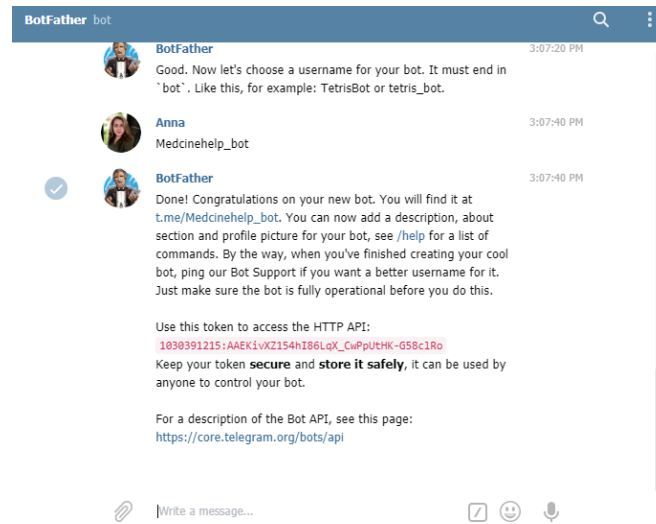 BotFather bot
BotFather 3:07:20 PM
Good. Now let's choose a username for your bot. It must end in
`bot`. Like this, for example: TetrisBot or tetris_bot.
Anna 3:07:40 PM
Medcinehelp_bot
BotFather 3:07:40 PM
Done! Congratulations on your new bot. You will find it at
t.me/Medcinehelp_bot. You can now add a description, about
section and profile picture for your bot, see /help for a list of
commands. By the way, when you've finished creating your cool
bot, ping our Bot Support if you want a better username for it.
Just make sure the bot is fully operational before you do this.
Use this token to access the HTTP API:
1030391215:AAEKivXZ154hI86LqX_CwPpUtHK-G58c1Ro
Keep your token secure and store it safely, it can be used by
anyone to control your bot.
For a description of the Bot API, see this page:
https://core.telegram.org/bots/api
Write a message...